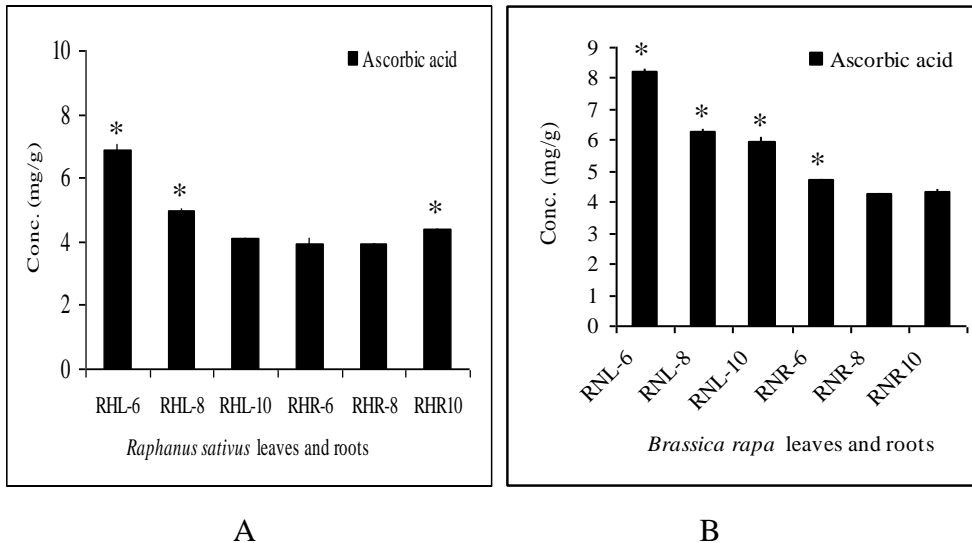 10
8
6
4
2
0
Conc. (mg/g)
Ascorbic acid
*
*
*
RHL-6 RHL-8 RHL-10 RHR-6 RHR-8 RHR10
Raphanus sativus leaves and roots
A
9
8
7
6
5
4
3
2
1
0
Conc. (mg/g)
Ascorbic acid
*
*
*
*
RNL-6 RNL-8 RNL-10 RNR-6 RNR-8 RNR10
Brassica rapa leaves and roots
B